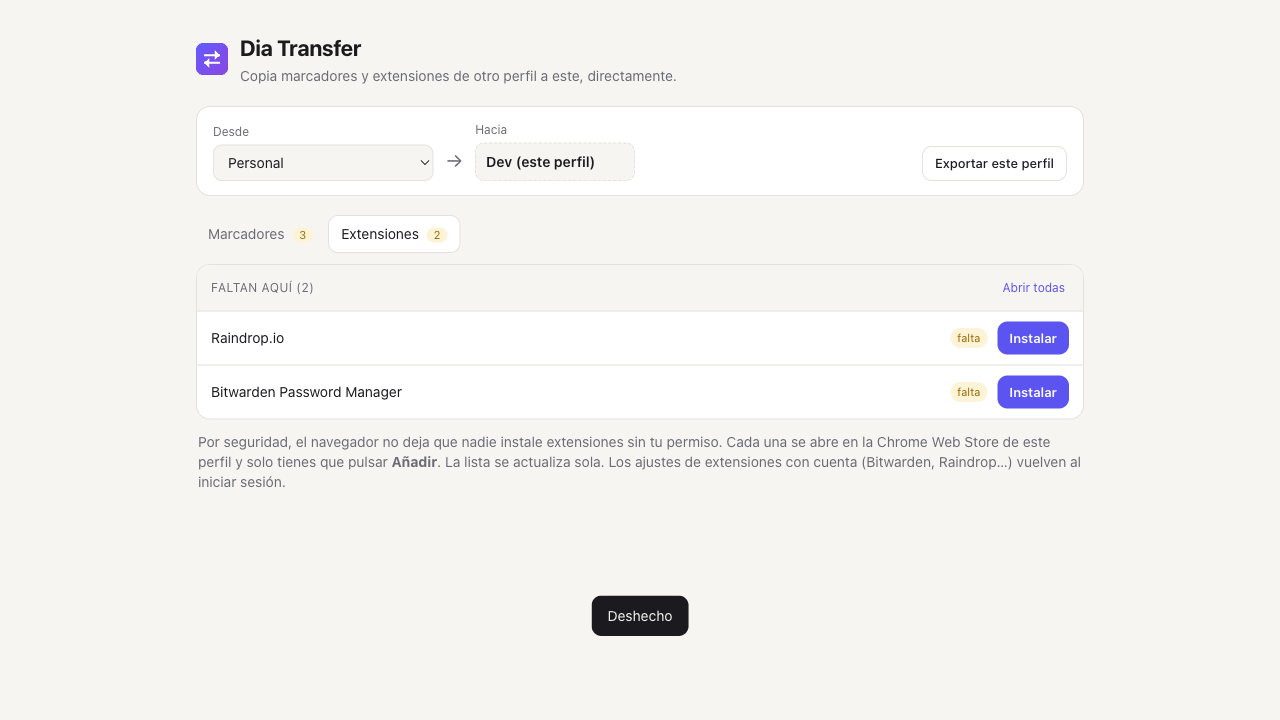 Dia Transfer
Copia marcadores y extensiones de otro perfil a este, directamente.
Desde
Hacia
Personal
Dev (este perfil)
Exportar este perfil
Marcadores 3
Extensiones 2
FALTAN AQUÍ (2)
Abrir todas
Raindrop.io
falta
Instalar
Bitwarden Password Manager
falta
Instalar
Por seguridad, el navegador no deja que nadie instale extensiones sin tu permiso. Cada una se abre en la Chrome Web Store de este
perfil y solo tienes que pulsar Añadir. La lista se actualiza sola. Los ajustes de extensiones con cuenta (Bitwarden, Raindrop…) vuelven al
iniciar sesión.
Deshecho